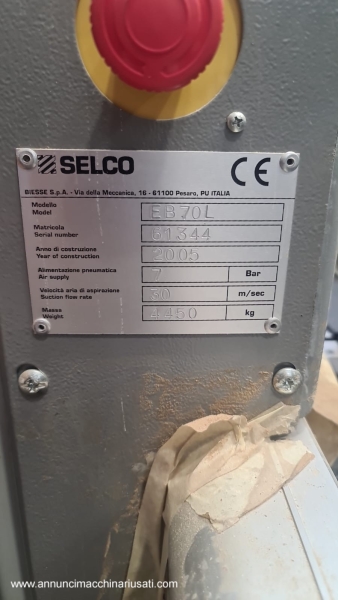 SELCO
CE
BIESSE S.p.A. - Via della Meccanica, 16 - 61100 Pesaro, PU ITALIA
Modello
Model
EB70L
Matricola
Serial number
61344
Anno di costruzione
Year of construction
2005
Alimentazione pneumatica
Air supply
7
Bar
Velocità aria di aspirazione
Suction flow rate
30
m/sec
Massa
Weight
4450
kg
www.annuncimacchinariusati.com